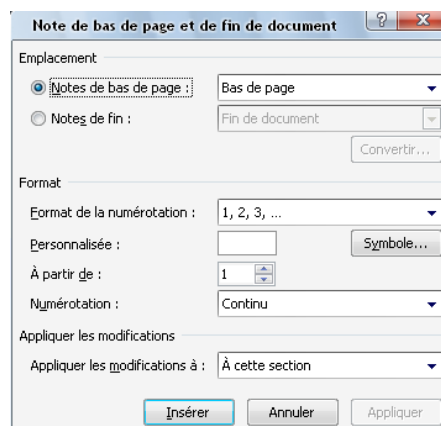 Note de bas de page et de fin de document
Emplacement
Notes de bas de page : Bas de page
Notes de fin : Fin de document
Convertir...
Format
Format de la numérotation : 1, 2, 3, ...
Personnalisée : Symbole...
À partir de : 1
Numérotation : Continu
Appliquer les modifications
Appliquer les modifications à : À cette section
Insérer Annuler Appliquer